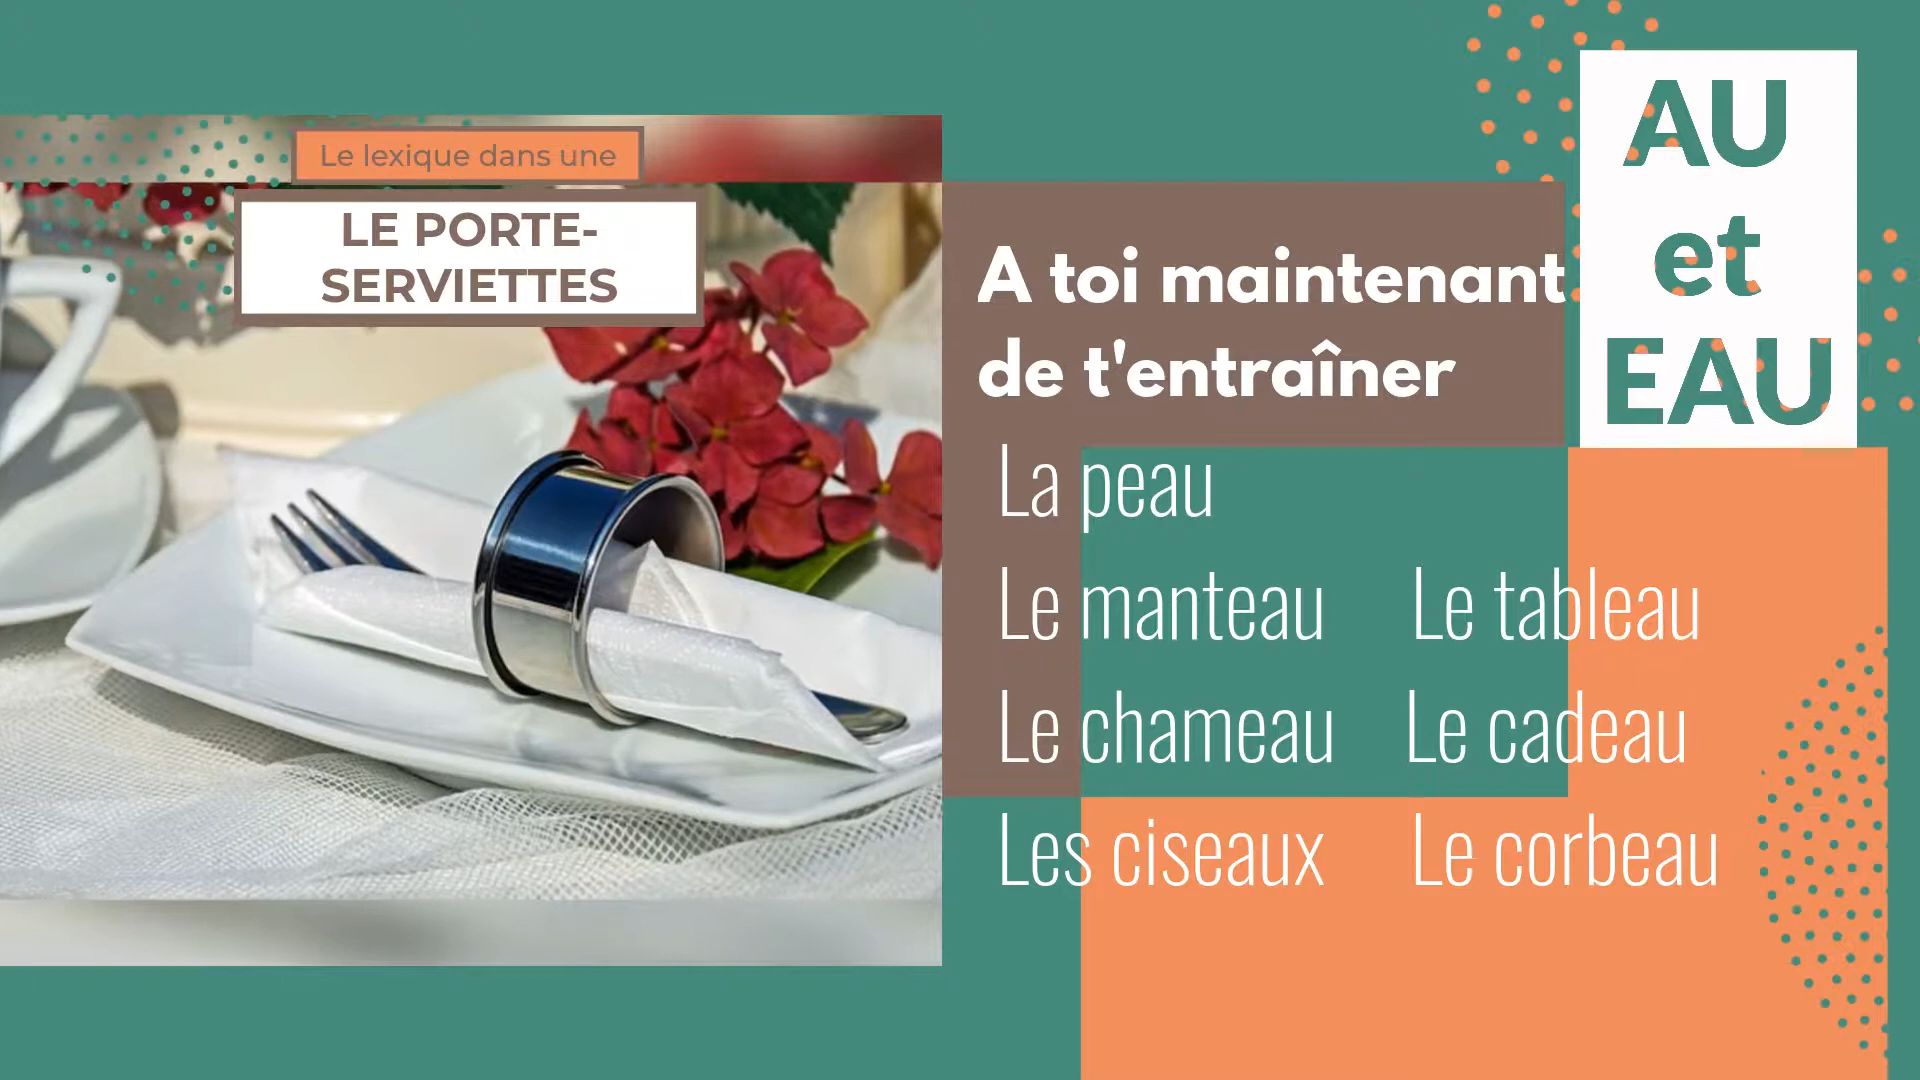 Le lexique dans une
LE PORTE-
SERVIETTES
AU
et
EAU
A toi maintenant
de t'entraîner
La peau
Le manteau Le tableau
Le chameau Le cadeau
Les ciseaux Le corbeau